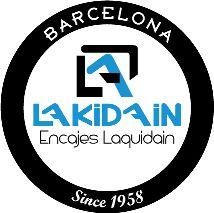 BARCELONA
LAKIDAIN
Encajes Laquidain
Since 1958